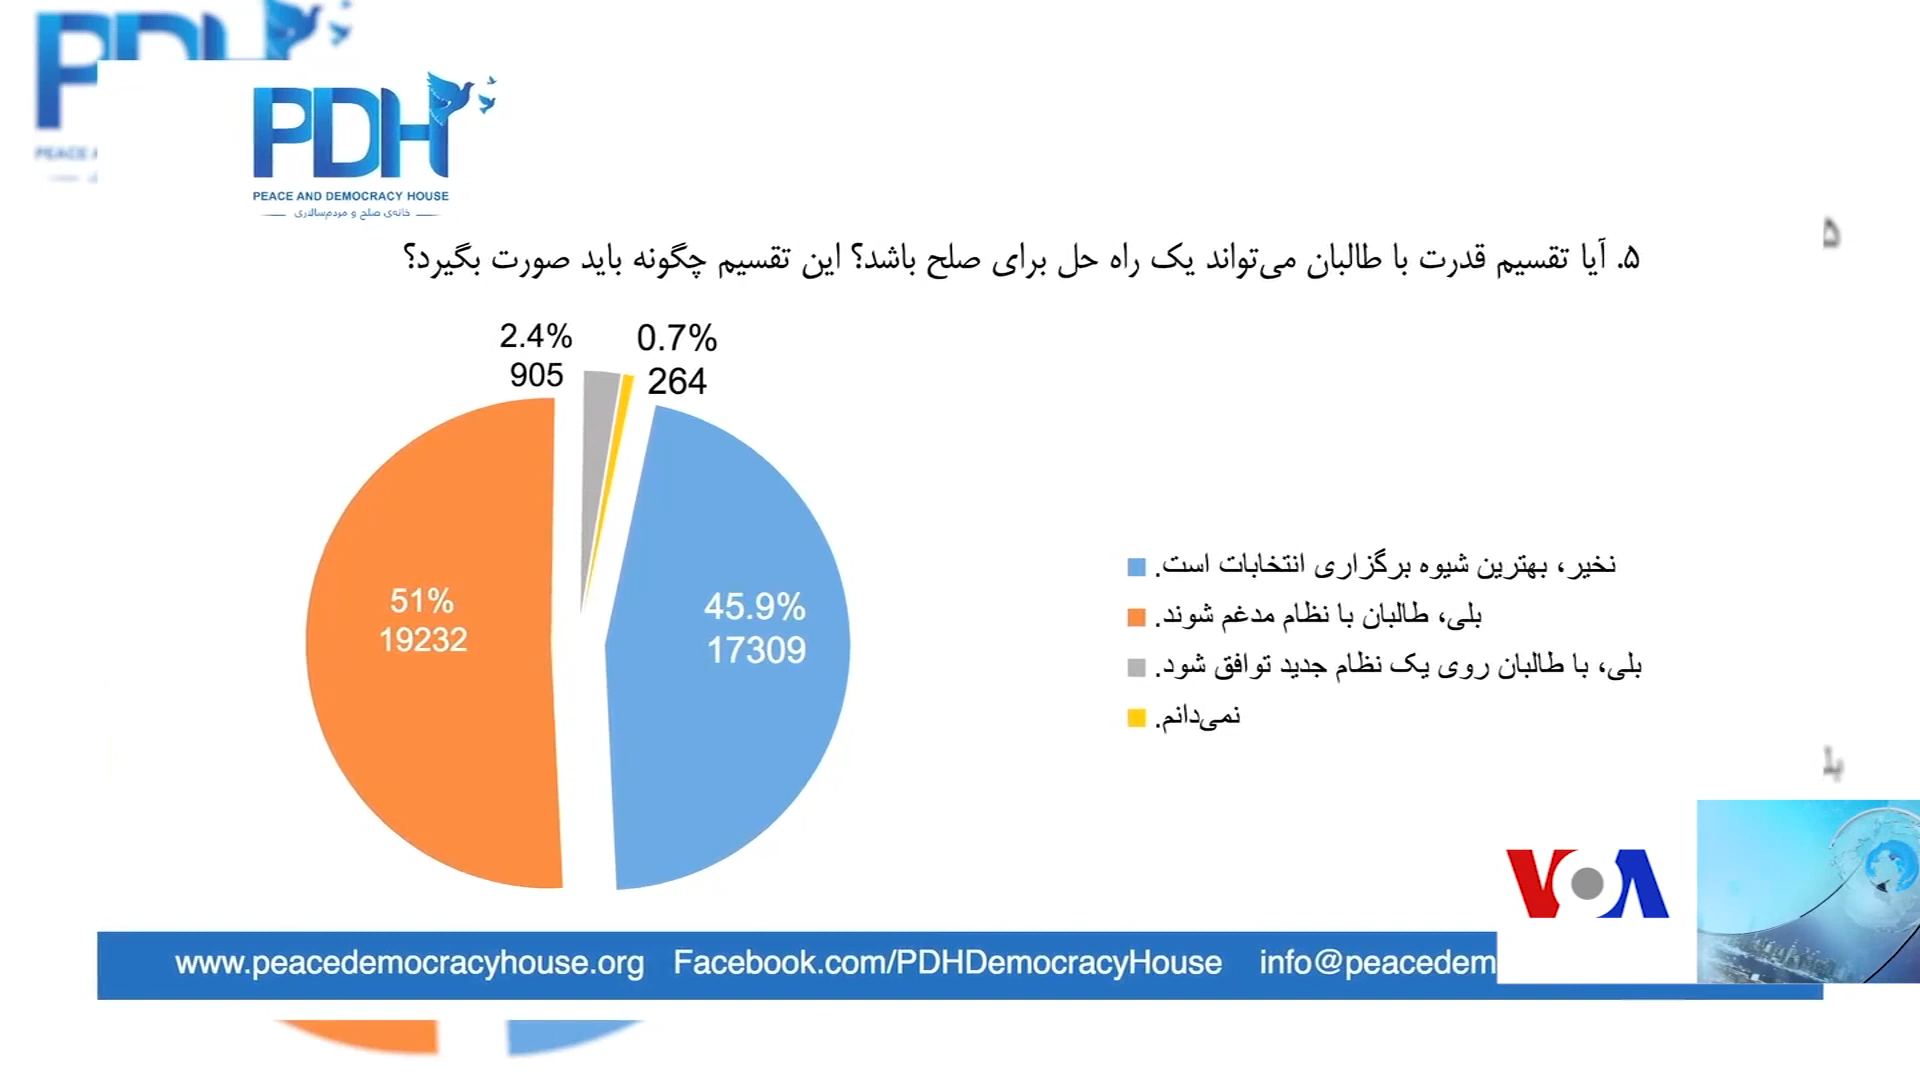 PDH
PEACE AND DEMOCRACY HOUSE
خانه‌ی صلح و مردم‌سالاری
۵. آیا تقسیم قدرت با طالبان می‌تواند یک راه حل برای صلح باشد؟ این تقسیم چگونه باید صورت بگیرد؟
2.4%
905
0.7%
264
51%
19232
45.9%
17309
نخیر، بهترین شیوه برگزاری انتخابات است.
بلی، طالبان با نظام مدغم شوند.
بلی، با طالبان روی یک نظام جدید توافق شود.
نمی‌دانم.
VOA
www.peacedemocracyhouse.org Facebook.com/PDHDemocracyHouse info@peacedem